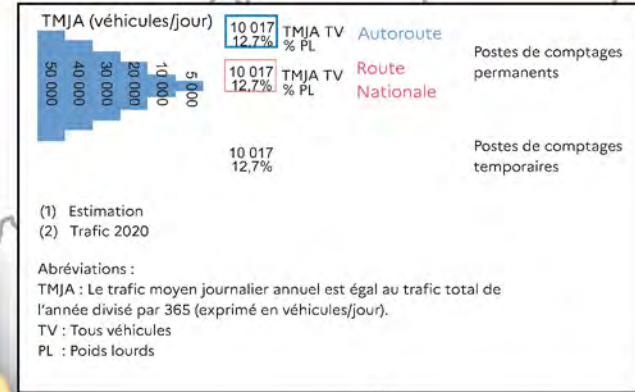 TMJA (véhicules/jour)
50 000
40 000
30 000
20 000
10 000
5 000
10 017 TMJA TV
12,7% % PL
Autoroute
10 017 TMJA TV
12,7% % PL
Route
Nationale
Postes de comptages
permanents
10 017
12,7%
Postes de comptages
temporaires
(1) Estimation
(2) Trafic 2020
Abréviations :
TMJA : Le trafic moyen journalier annuel est égal au trafic total de
l'année divisé par 365 (exprimé en véhicules/jour).
TV : Tous véhicules
PL : Poids lourds